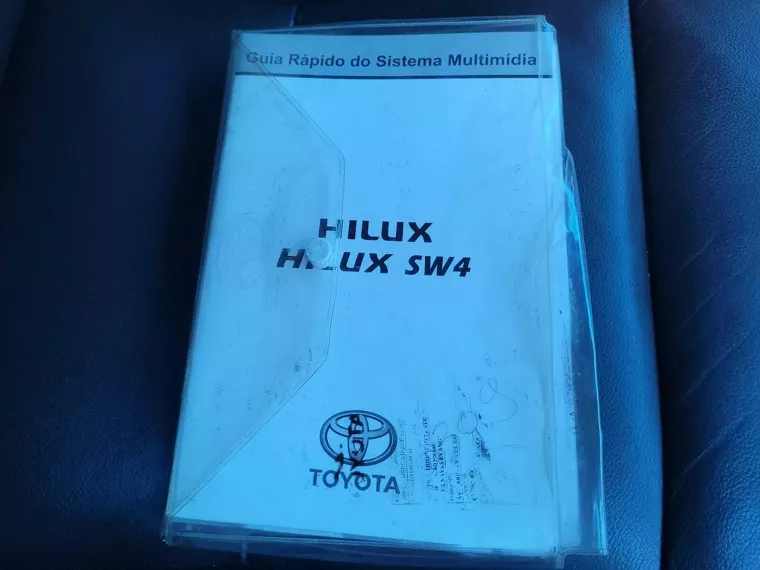 Guia Rápido do Sistema Multimídia
HILUX
HILUX SW4
TOYOTA